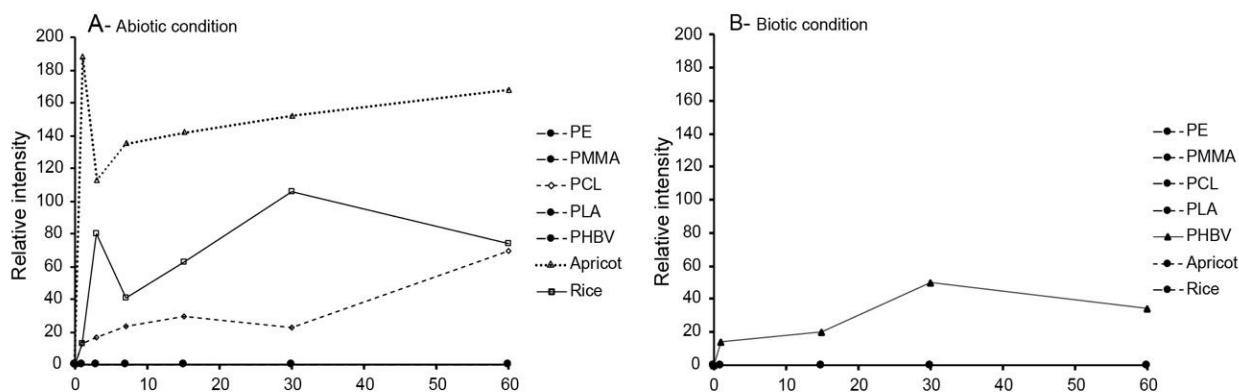 A- Abiotic condition
Relative intensity
200
180
160
140
120
100
80
60
40
20
0
0 10 20 30 40 50 60
PE
PMMA
PCL
PLA
PHBV
Apricot
Rice
B- Biotic condition
Relative intensity
200
180
160
140
120
100
80
60
40
20
0
0 10 20 30 40 50 60
PE
PMMA
PCL
PLA
PHBV
Apricot
Rice